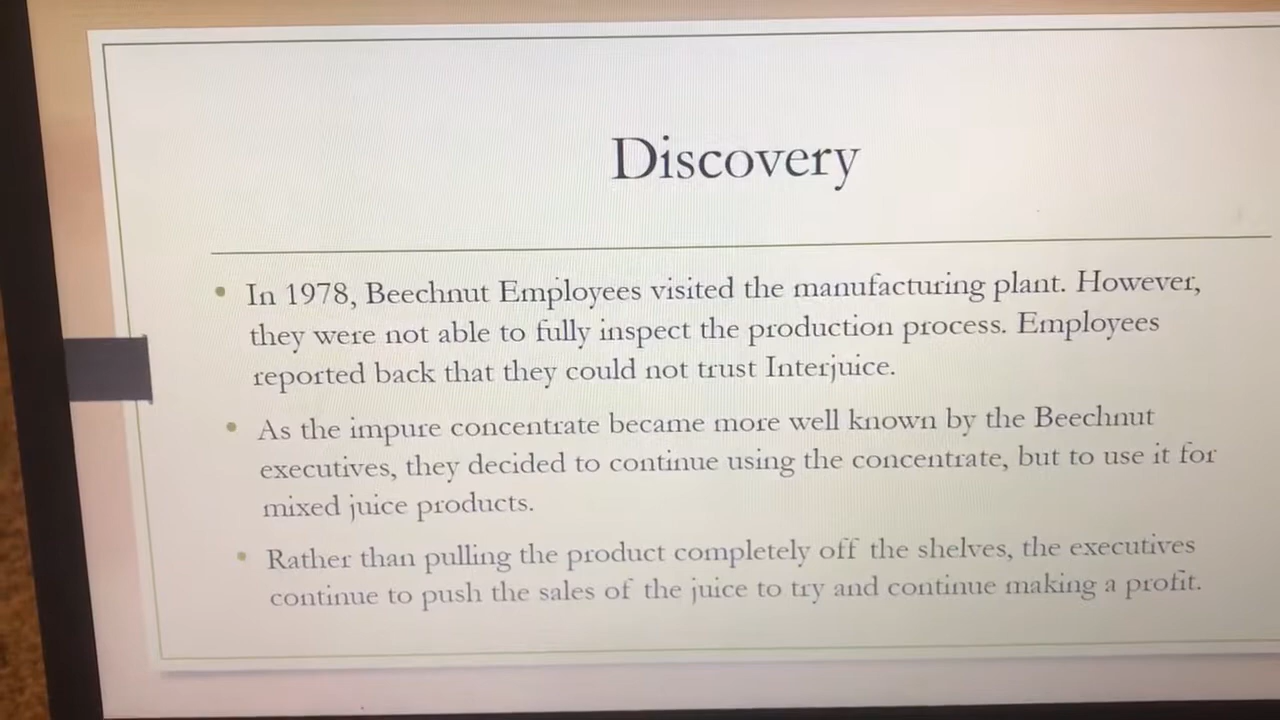 Discovery
• In 1978, Beechnut Employees visited the manufacturing plant. However,
they were not able to fully inspect the production process. Employees
reported back that they could not trust Interjuice.
• As the impure concentrate became more well known by the Beechnut
executives, they decided to continue using the concentrate, but to use it for
mixed juice products.
• Rather than pulling the product completely off the shelves, the executives
continue to push the sales of the juice to try and continue making a profit.